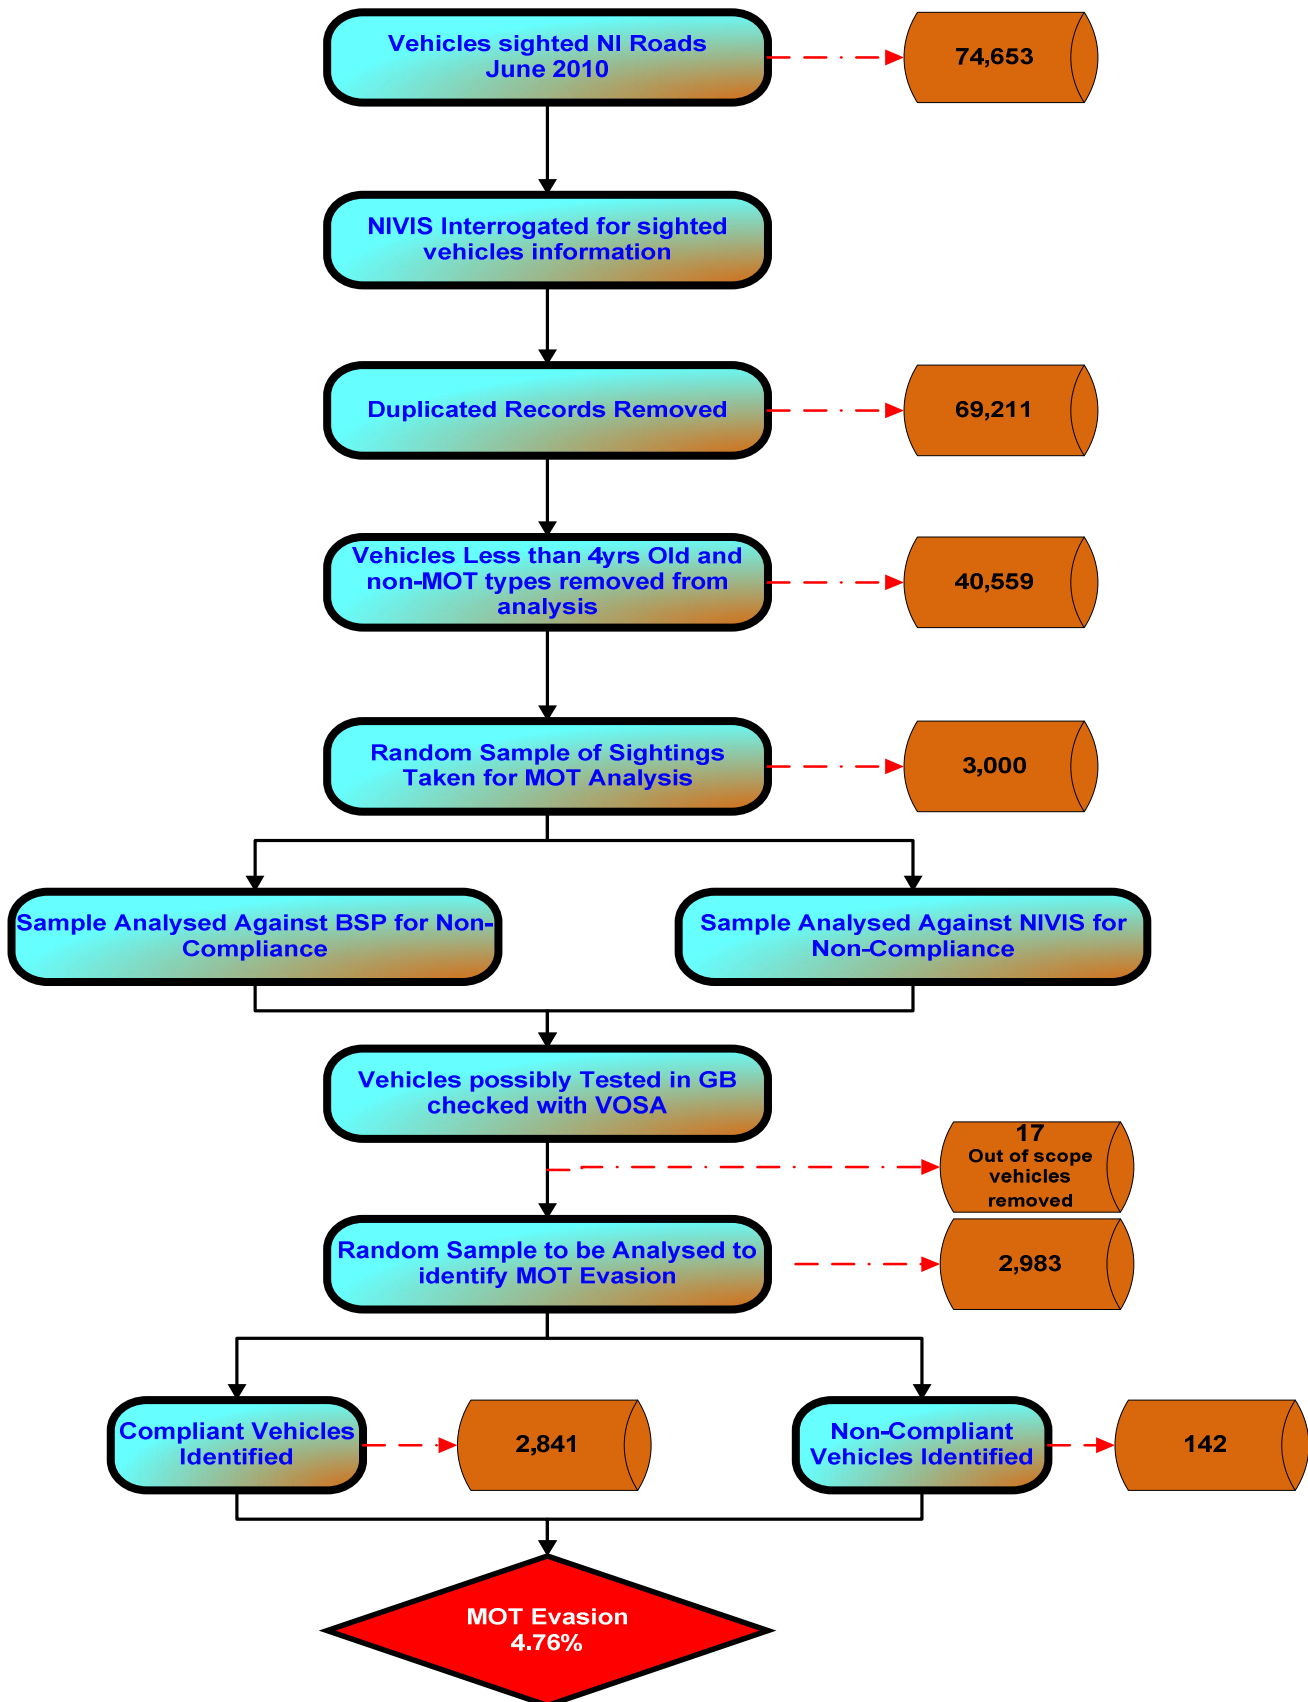 Vehicles sighted NI Roads
June 2010
74,653
NIVIS Interrogated for sighted
vehicles information
Duplicated Records Removed
69,211
Vehicles Less than 4yrs Old and
non-MOT types removed from
analysis
40,559
Random Sample of Sightings
Taken for MOT Analysis
3,000
Sample Analysed Against BSP for Non-
Compliance
Sample Analysed Against NIVIS for
Non-Compliance
Vehicles possibly Tested in GB
checked with VOSA
17
Out of scope
vehicles
removed
Random Sample to be Analysed to
identify MOT Evasion
2,983
Compliant Vehicles
Identified
2,841
Non-Compliant
Vehicles Identified
142
MOT Evasion
4.76%